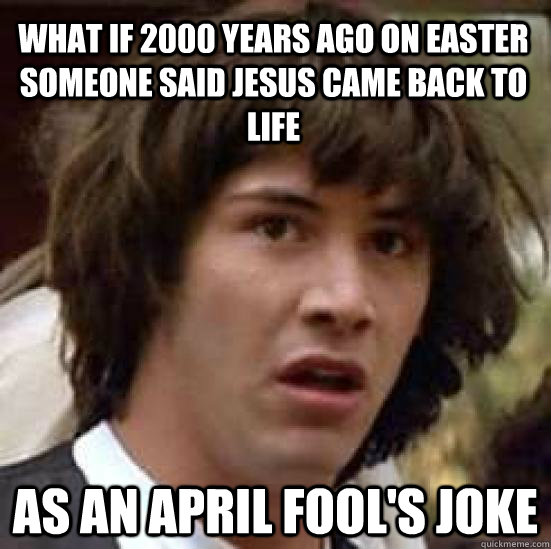 WHAT IF 2000 YEARS AGO ON EASTER
SOMEONE SAID JESUS CAME BACK TO
LIFE
AS AN APRIL FOOL'S JOKE
quickmeme.com